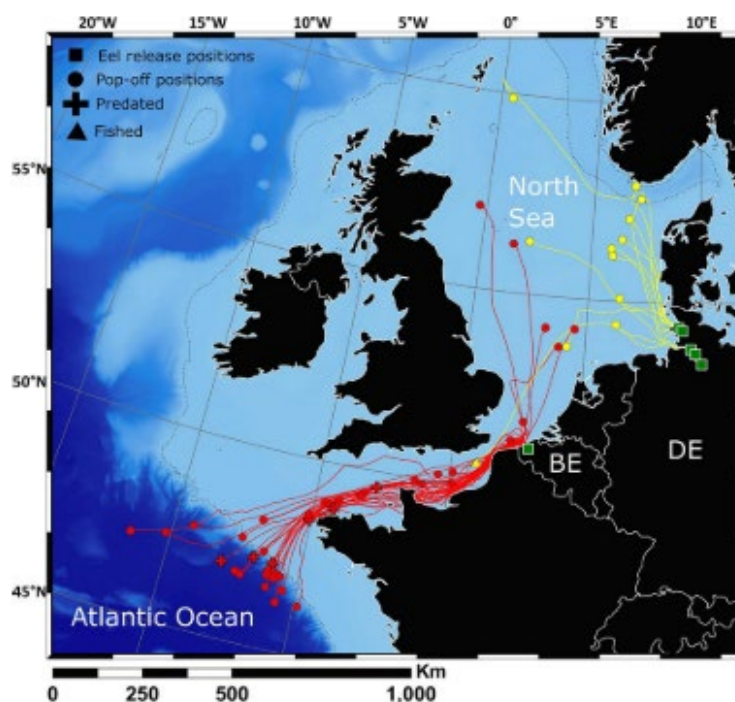 20°W 15°W 10°W 5°W 0° 5°E 10°E
Eel release positions
Pop-off positions
Predated
Fished
55°N
North
Sea
50°N
BE
DE
45°N
Atlantic Ocean
Km
0 250 500 1,000